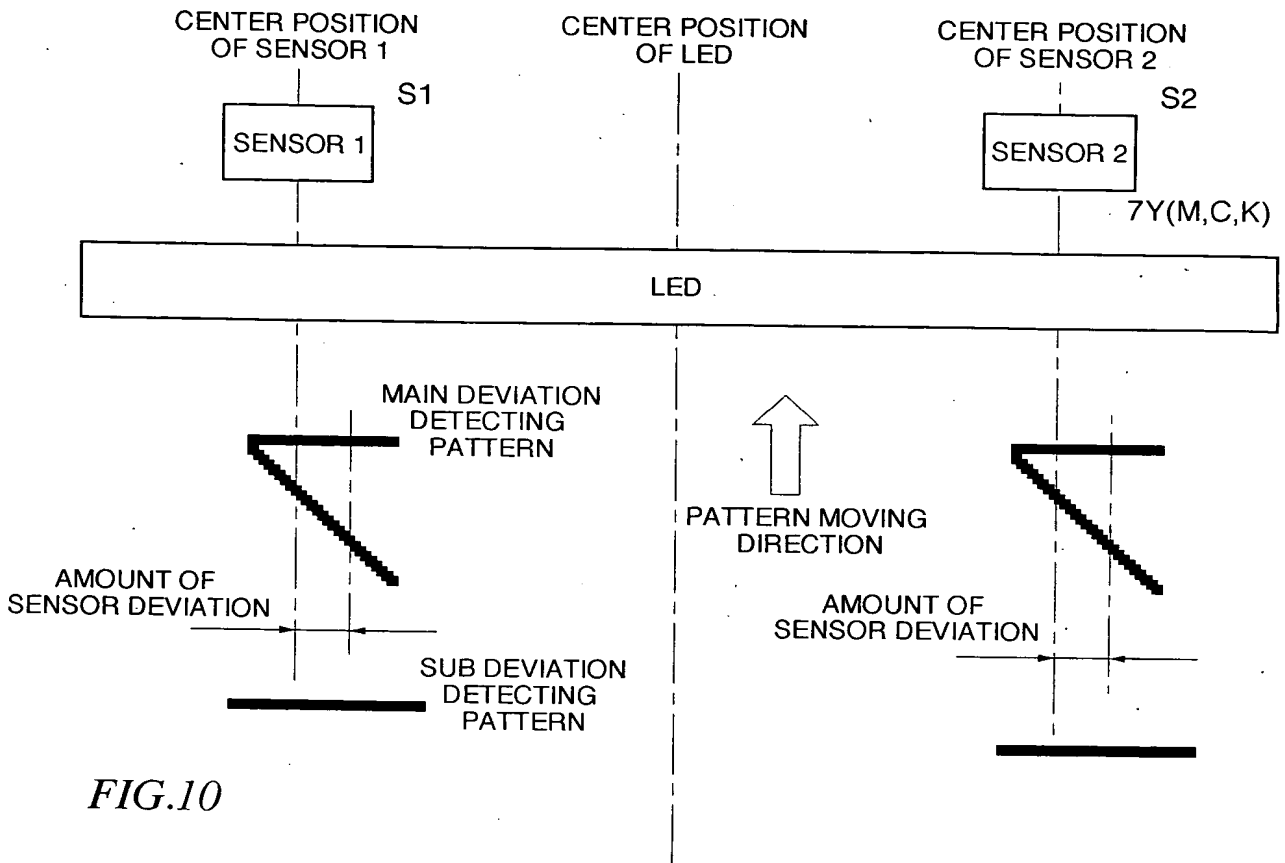 CENTER POSITION
OF SENSOR 1
CENTER POSITION
OF LED
CENTER POSITION
OF SENSOR 2
S1
S2
SENSOR 1
SENSOR 2
7Y(M,C,K)
LED
MAIN DEVIATION
DETECTING
PATTERN
PATTERN MOVING
DIRECTION
AMOUNT OF
SENSOR DEVIATION
AMOUNT OF
SENSOR DEVIATION
SUB DEVIATION
DETECTING
PATTERN
FIG.10